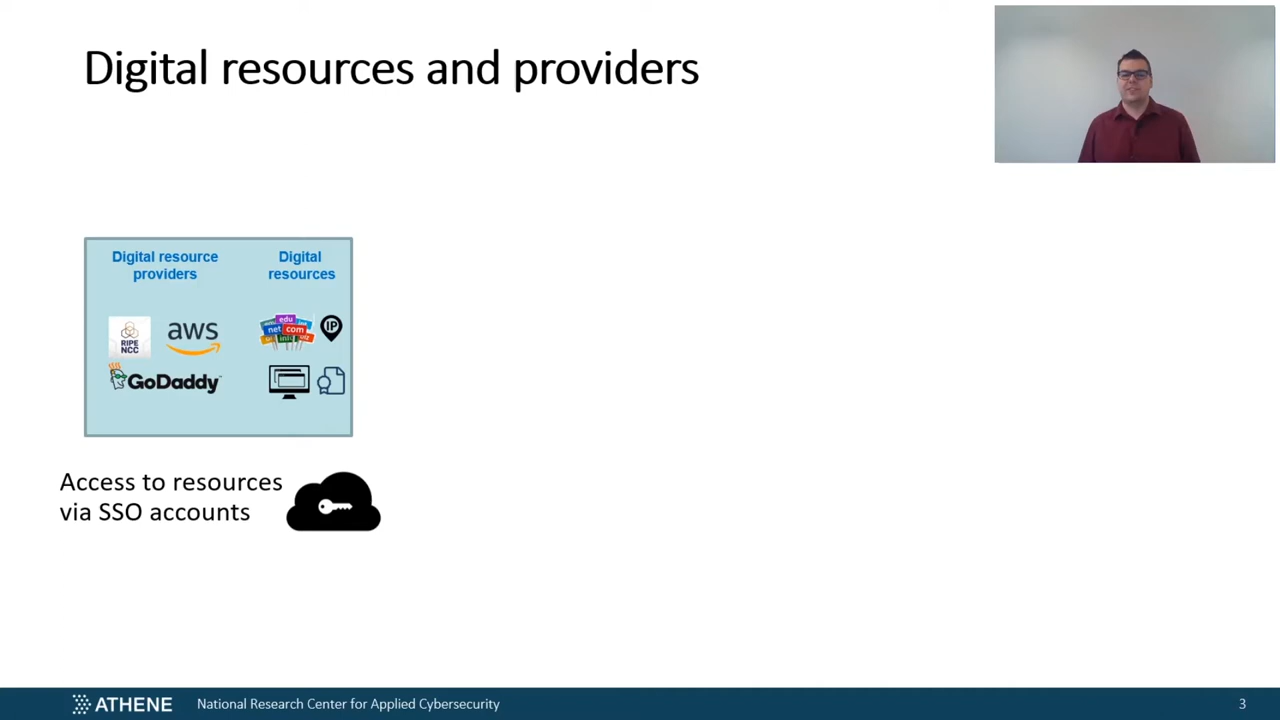 Digital resources and providers
Digital resource
providers
Digital
resources
RIPE
NCC
aws
GoDaddy
edu
net com
info
IP
Access to resources
via SSO accounts
ATHENE
National Research Center for Applied Cybersecurity
3